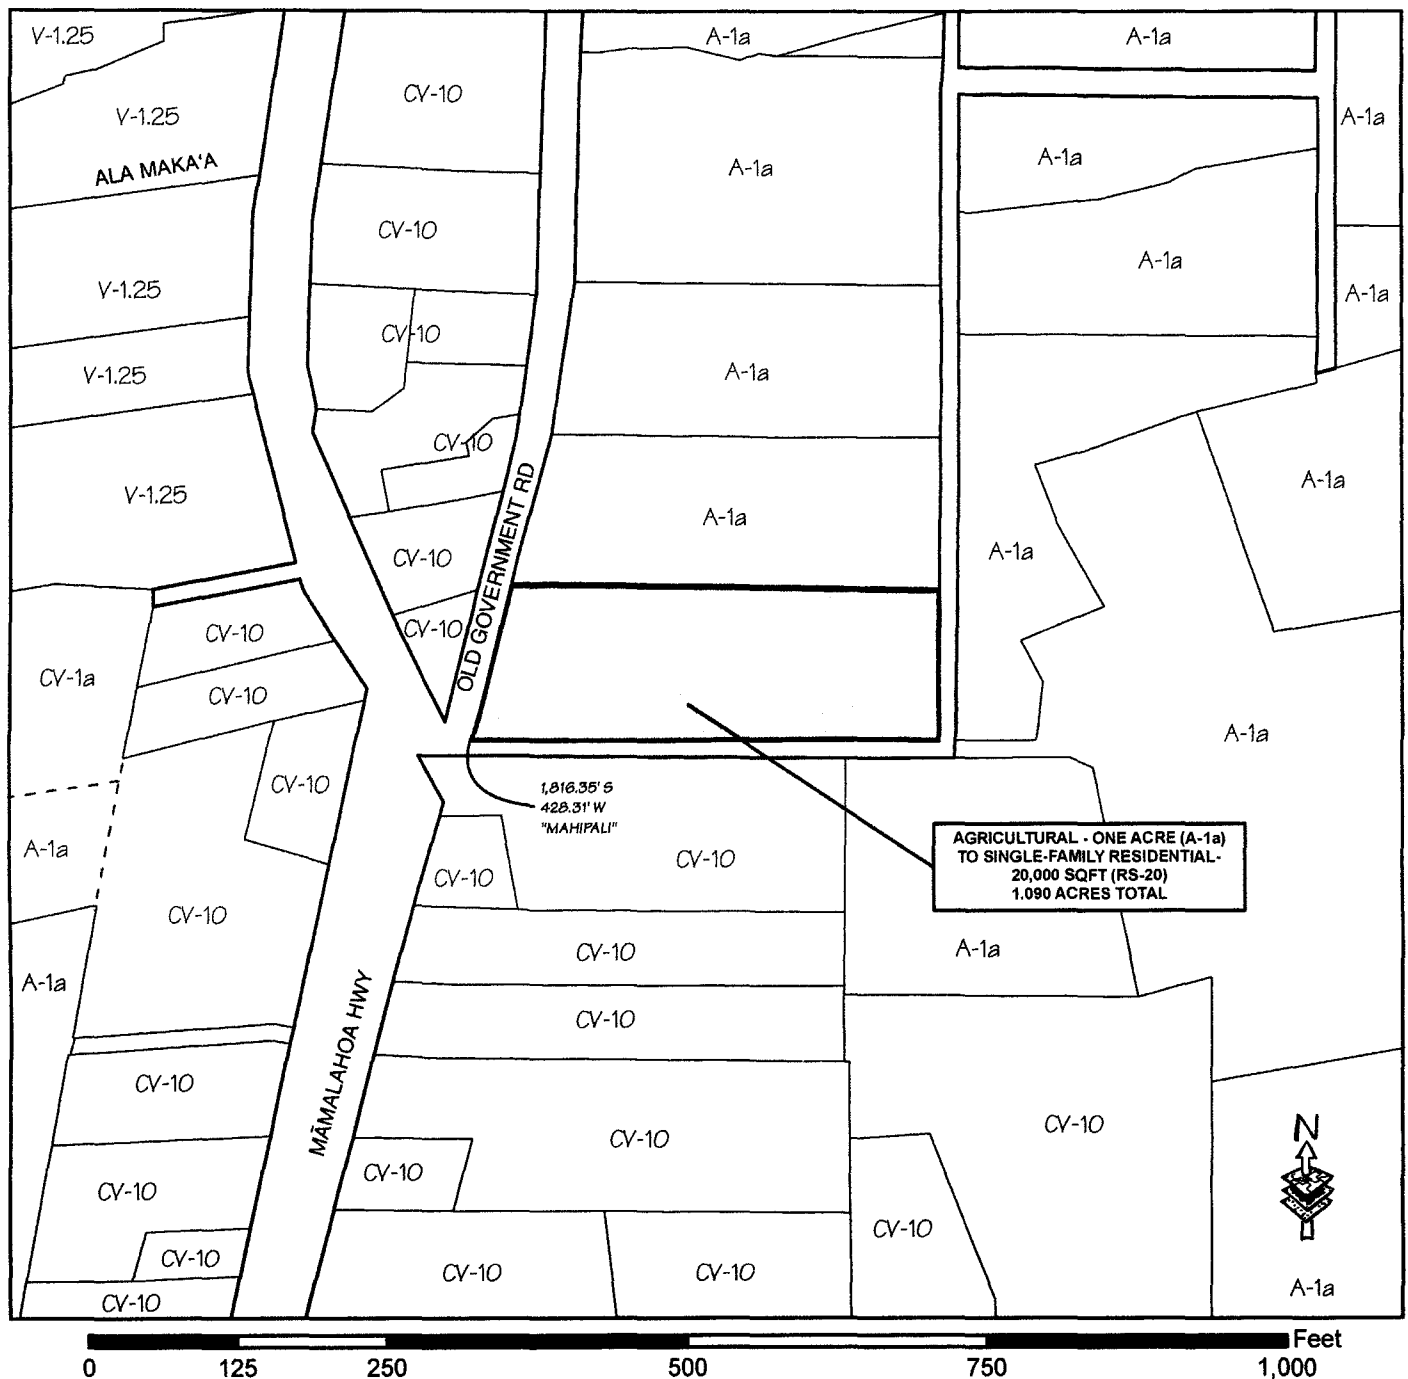 V-1.25
A-1a
A-1a
CV-10
V-1.25
A-1a
A-1a
ALA MAKA'A
A-1a
CV-10
A-1a
V-1.25
A-1a
CV-10
V-1.25
A-1a
CV-10
A-1a
V-1.25
A-1a
CV-10
A-1a
OLD GOVERNMENT RD
CV-10
CV-10
CV-1a
CV-10
A-1a
CV-10
1,816.35' S
428.31' W
"MAHIPALI"
AGRICULTURAL - ONE ACRE (A-1a)
TO SINGLE-FAMILY RESIDENTIAL-
20,000 SQFT (RS-20)
1.090 ACRES TOTAL
A-1a
CV-10
CV-10
CV-10
CV-10
A-1a
A-1a
CV-10
MĀMALAHOA HWY
CV-10
CV-10
CV-10
N
CV-10
CV-10
CV-10
CV-10
CV-10
CV-10
A-1a
CV-10
Feet
0 125 250 500 750 1,000